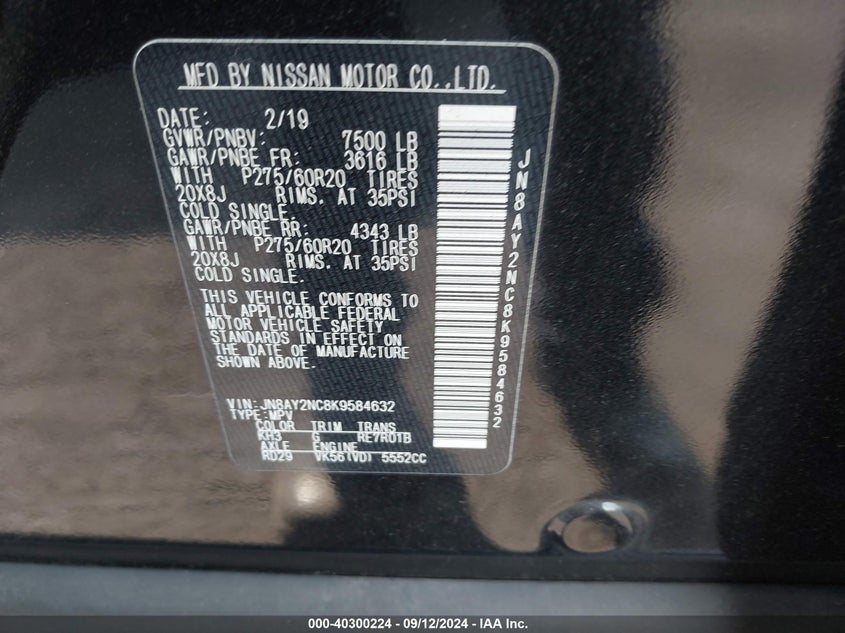 MFD BY NISSAN MOTOR CO.,LTD.
DATE: 2/19
GVWR/PNBV: 7500 LB
GAWR/PNBE FR: 3616 LB
WITH P275/60R20 TIRES
20X8J RIMS. AT 35PSI
COLD SINGLE.
GAWR/PNBE RR: 4343 LB
WITH P275/60R20 TIRES
20X8J RIMS. AT 35PSI
COLD SINGLE.
THIS VEHICLE CONFORMS TO
ALL APPLICABLE FEDERAL
MOTOR VEHICLE SAFETY
STANDARDS IN EFFECT ON
THE DATE OF MANUFACTURE
SHOWN ABOVE.
VIN:JN8AY2NC8K9584632
TYPE:MPV
COLOR TRIM TRANS
KH3 G RE7R01B
AXLE ENGINE
RD29 VK56(VD) 5552CC
JN8AY2NC8K9584632
000-40300224 - 09/12/2024 - IAA Inc.